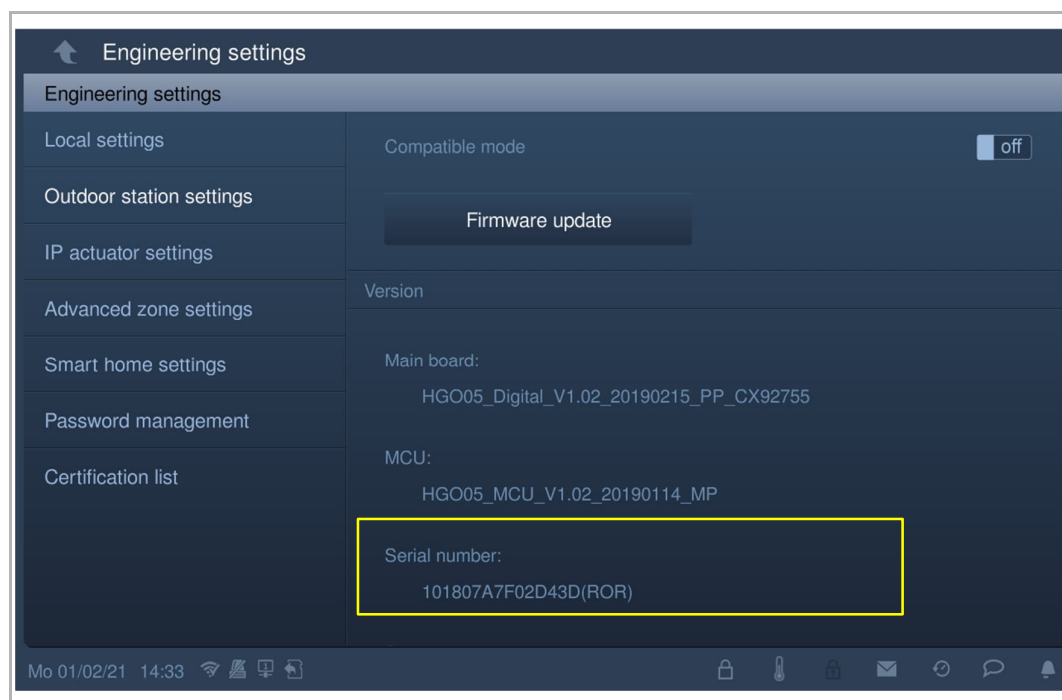 Engineering settings
Engineering settings
Local settings
Outdoor station settings
IP actuator settings
Advanced zone settings
Smart home settings
Password management
Certification list
Compatible mode
off
Firmware update
Version
Main board:
HGO05_Digital_V1.02_20190215_PP_CX92755
MCU:
HGO05_MCU_V1.02_20190114_MP
Serial number:
101807A7F02D43D(ROR)
Mo 01/02/21 14:33